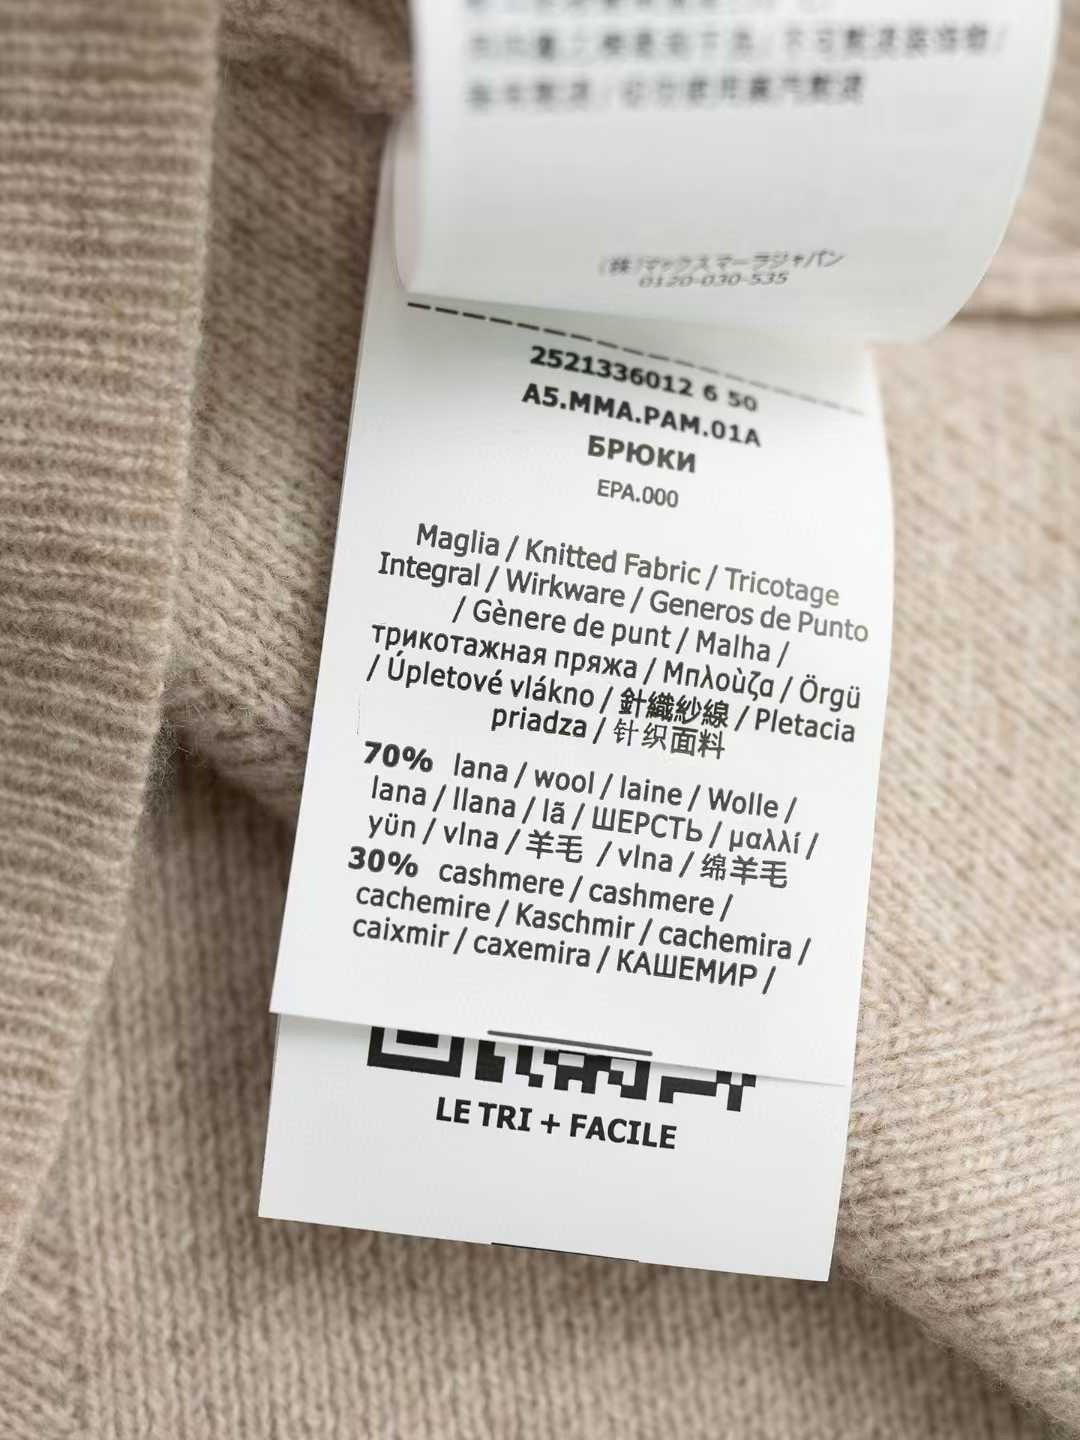 (株)マックスマーラジャパン
0120-030-535
2521336012 6 50
A5.MMA.PAM.01A
БРЮКИ
EPA.000
Maglia / Knitted Fabric / Tricotage
Integral / Wirkware / Generos de Punto
/ Gènere de punt / Malha /
трикотажная пряжа / Μπλοὺζα / Örgü
/ Úpletové vlákno / 針織紗線 / Pletacia
priadza / 针织面料
70% lana / wool / laine / Wolle /
lana / llana / lã / ШЕРСТЬ / μαλλί /
yün / vlna / 羊毛 / vlna / 绵羊毛
30% cashmere / cashmere /
cachemire / Kaschmir / cachemira /
caixmir / caxemira / КАШЕМИР /
LE TRI + FACILE